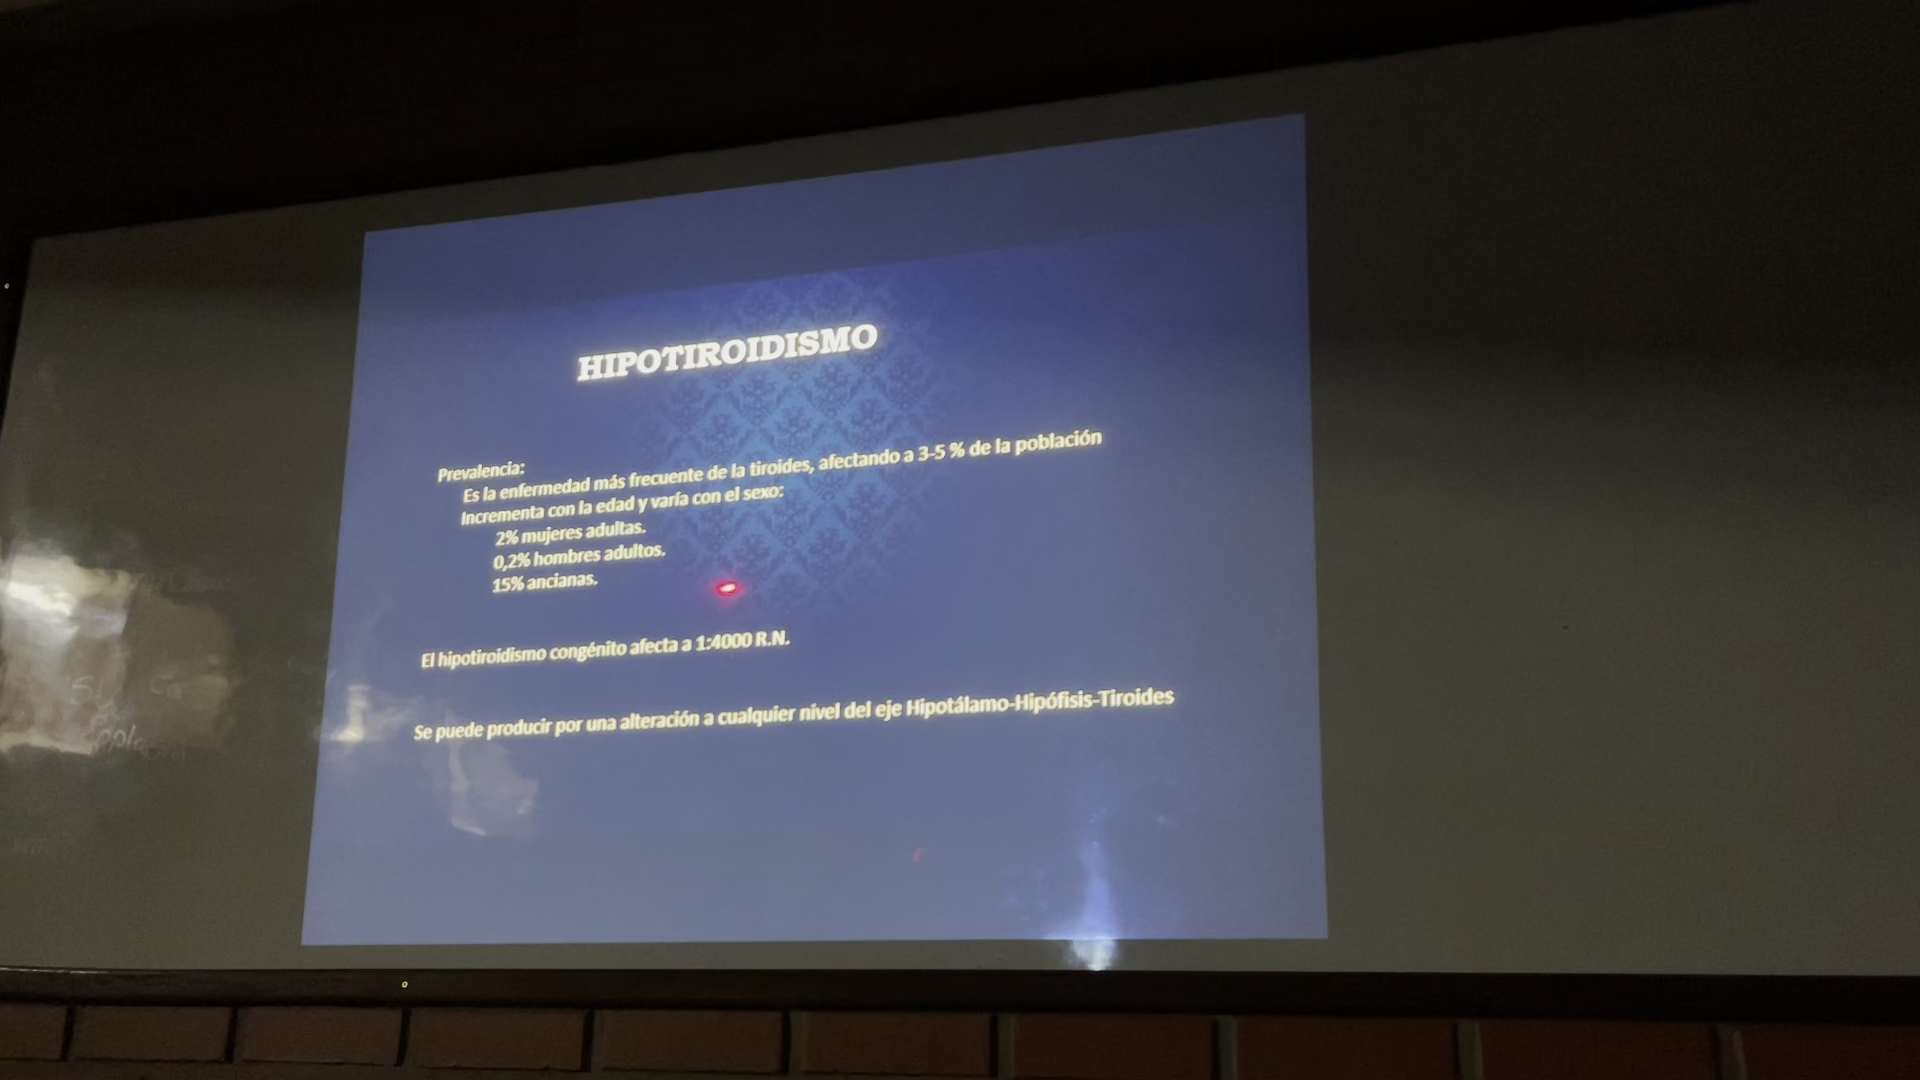 HIPOTIROIDISMO
Prevalencia:
Es la enfermedad más frecuente de la tiroides, afectando a 3-5 % de la población
Incrementa con la edad y varía con el sexo:
2% mujeres adultas.
0,2% hombres adultos.
15% ancianas.
El hipotiroidismo congénito afecta a 1:4000 R.N.
Se puede producir por una alteración a cualquier nivel del eje Hipotálamo-Hipófisis-Tiroides